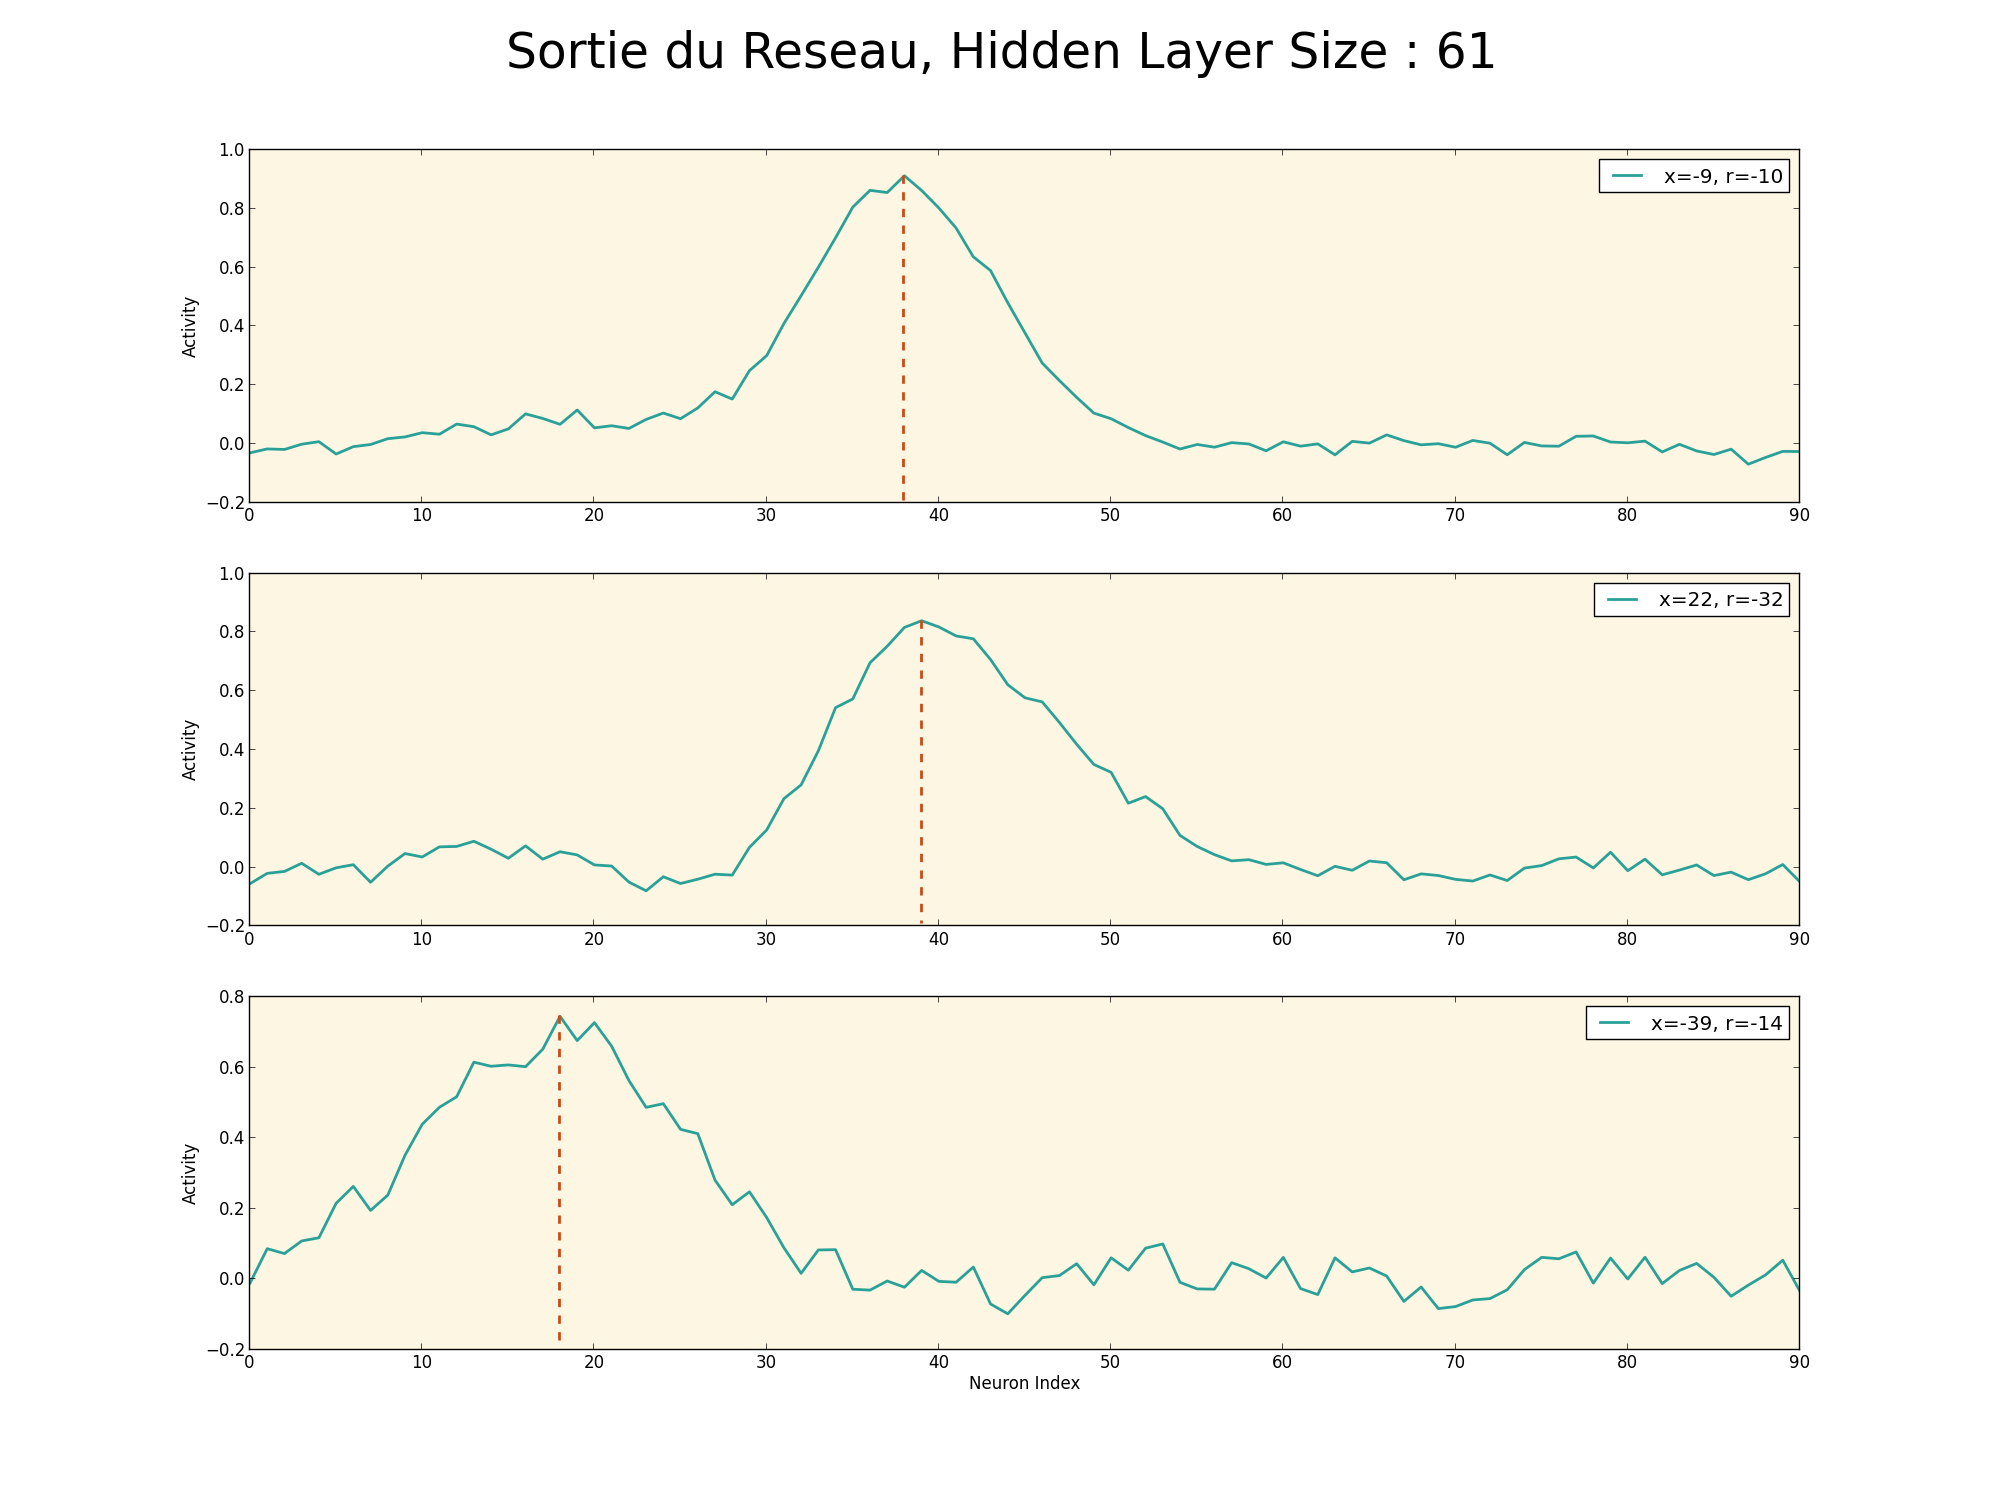 Sortie du Reseau, Hidden Layer Size : 61
1.0
0.8
0.6
0.4
0.2
0.0
−0.2
Activity
x=-9, r=-10
0 10 20 30 40 50 60 70 80 90
1.0
0.8
0.6
0.4
0.2
0.0
−0.2
Activity
x=22, r=-32
0 10 20 30 40 50 60 70 80 90
0.8
0.6
0.4
0.2
0.0
−0.2
Activity
x=-39, r=-14
0 10 20 30 40 50 60 70 80 90
Neuron Index